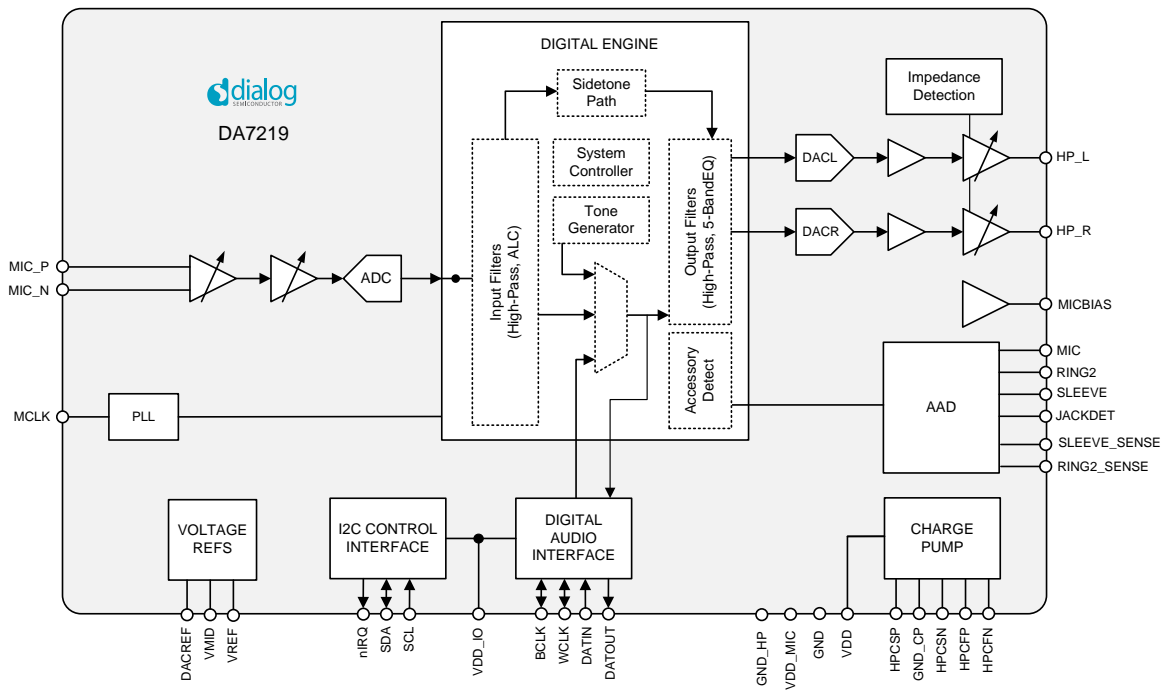 DIGITAL ENGINE
dialog
SEMICONDUCTOR
DA7219
Sidetone
Path
System
Controller
Tone
Generator
Input Filters
(High-Pass, ALC)
Output Filters
(High-Pass, 5-BandEQ)
Accessory
Detect
Impedance
Detection
DACL
DACR
HP_L
HP_R
MIC_P
MIC_N
ADC
MICBIAS
MCLK
PLL
AAD
MIC
RING2
SLEEVE
JACKDET
SLEEVE_SENSE
RING2_SENSE
VOLTAGE
REFS
I2C CONTROL
INTERFACE
DIGITAL
AUDIO
INTERFACE
CHARGE
PUMP
DACREF
VMID
VREF
nIRQ
SDA
SCL
VDD_IO
BCLK
WCLK
DATIN
DATOUT
GND_HP
VDD_MIC
GND
VDD
HPCSP
GND_CP
HPCSN
HPCFP
HPCFN